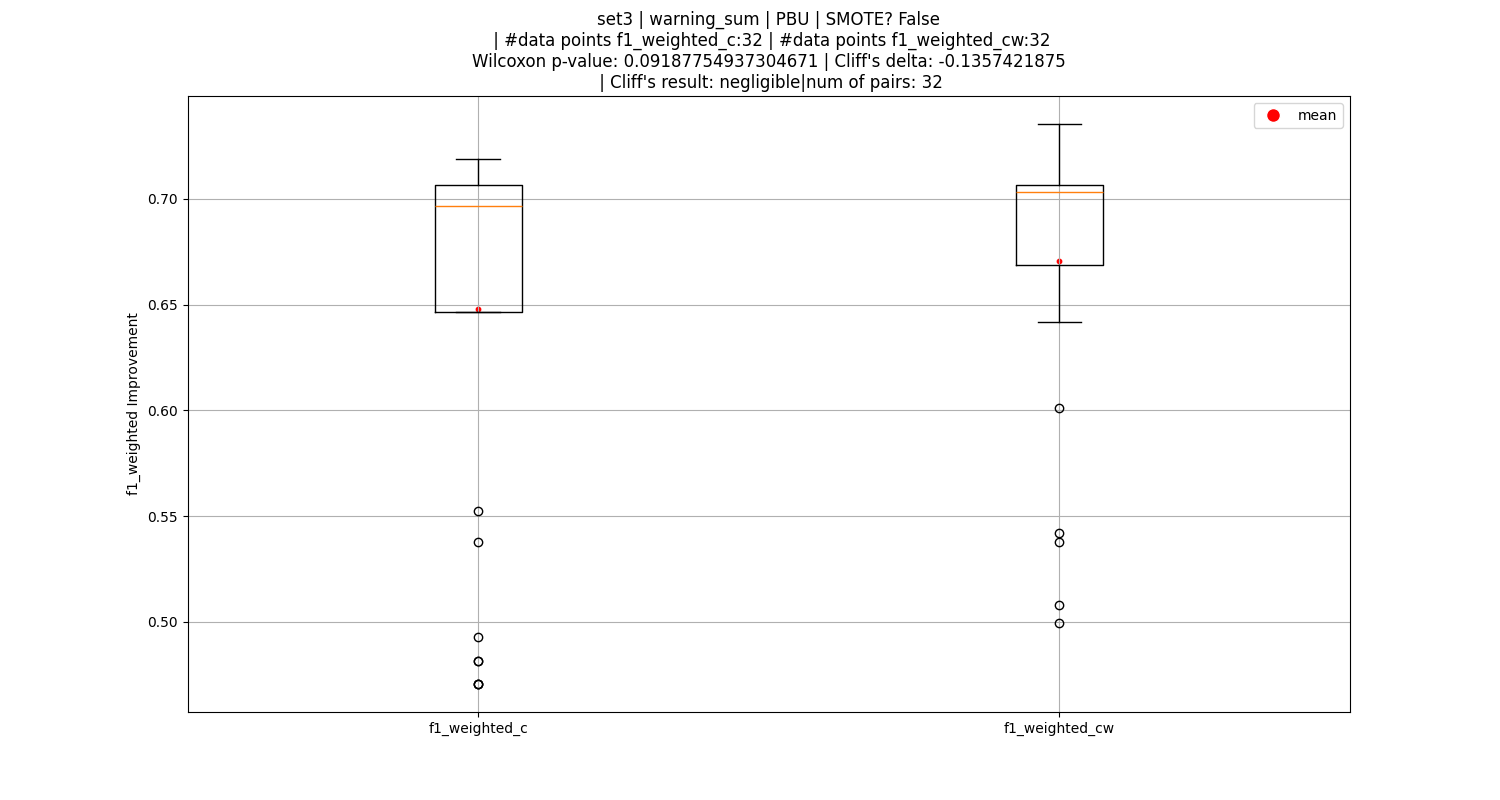 set3 | warning_sum | PBU | SMOTE? False
| #data points f1_weighted_c:32 | #data points f1_weighted_cw:32
Wilcoxon p-value: 0.09187754937304671 | Cliff's delta: -0.1357421875
| Cliff's result: negligible|num of pairs: 32
mean
0.70
0.65
0.60
0.55
0.50
f1_weighted Improvement
f1_weighted_c
f1_weighted_cw